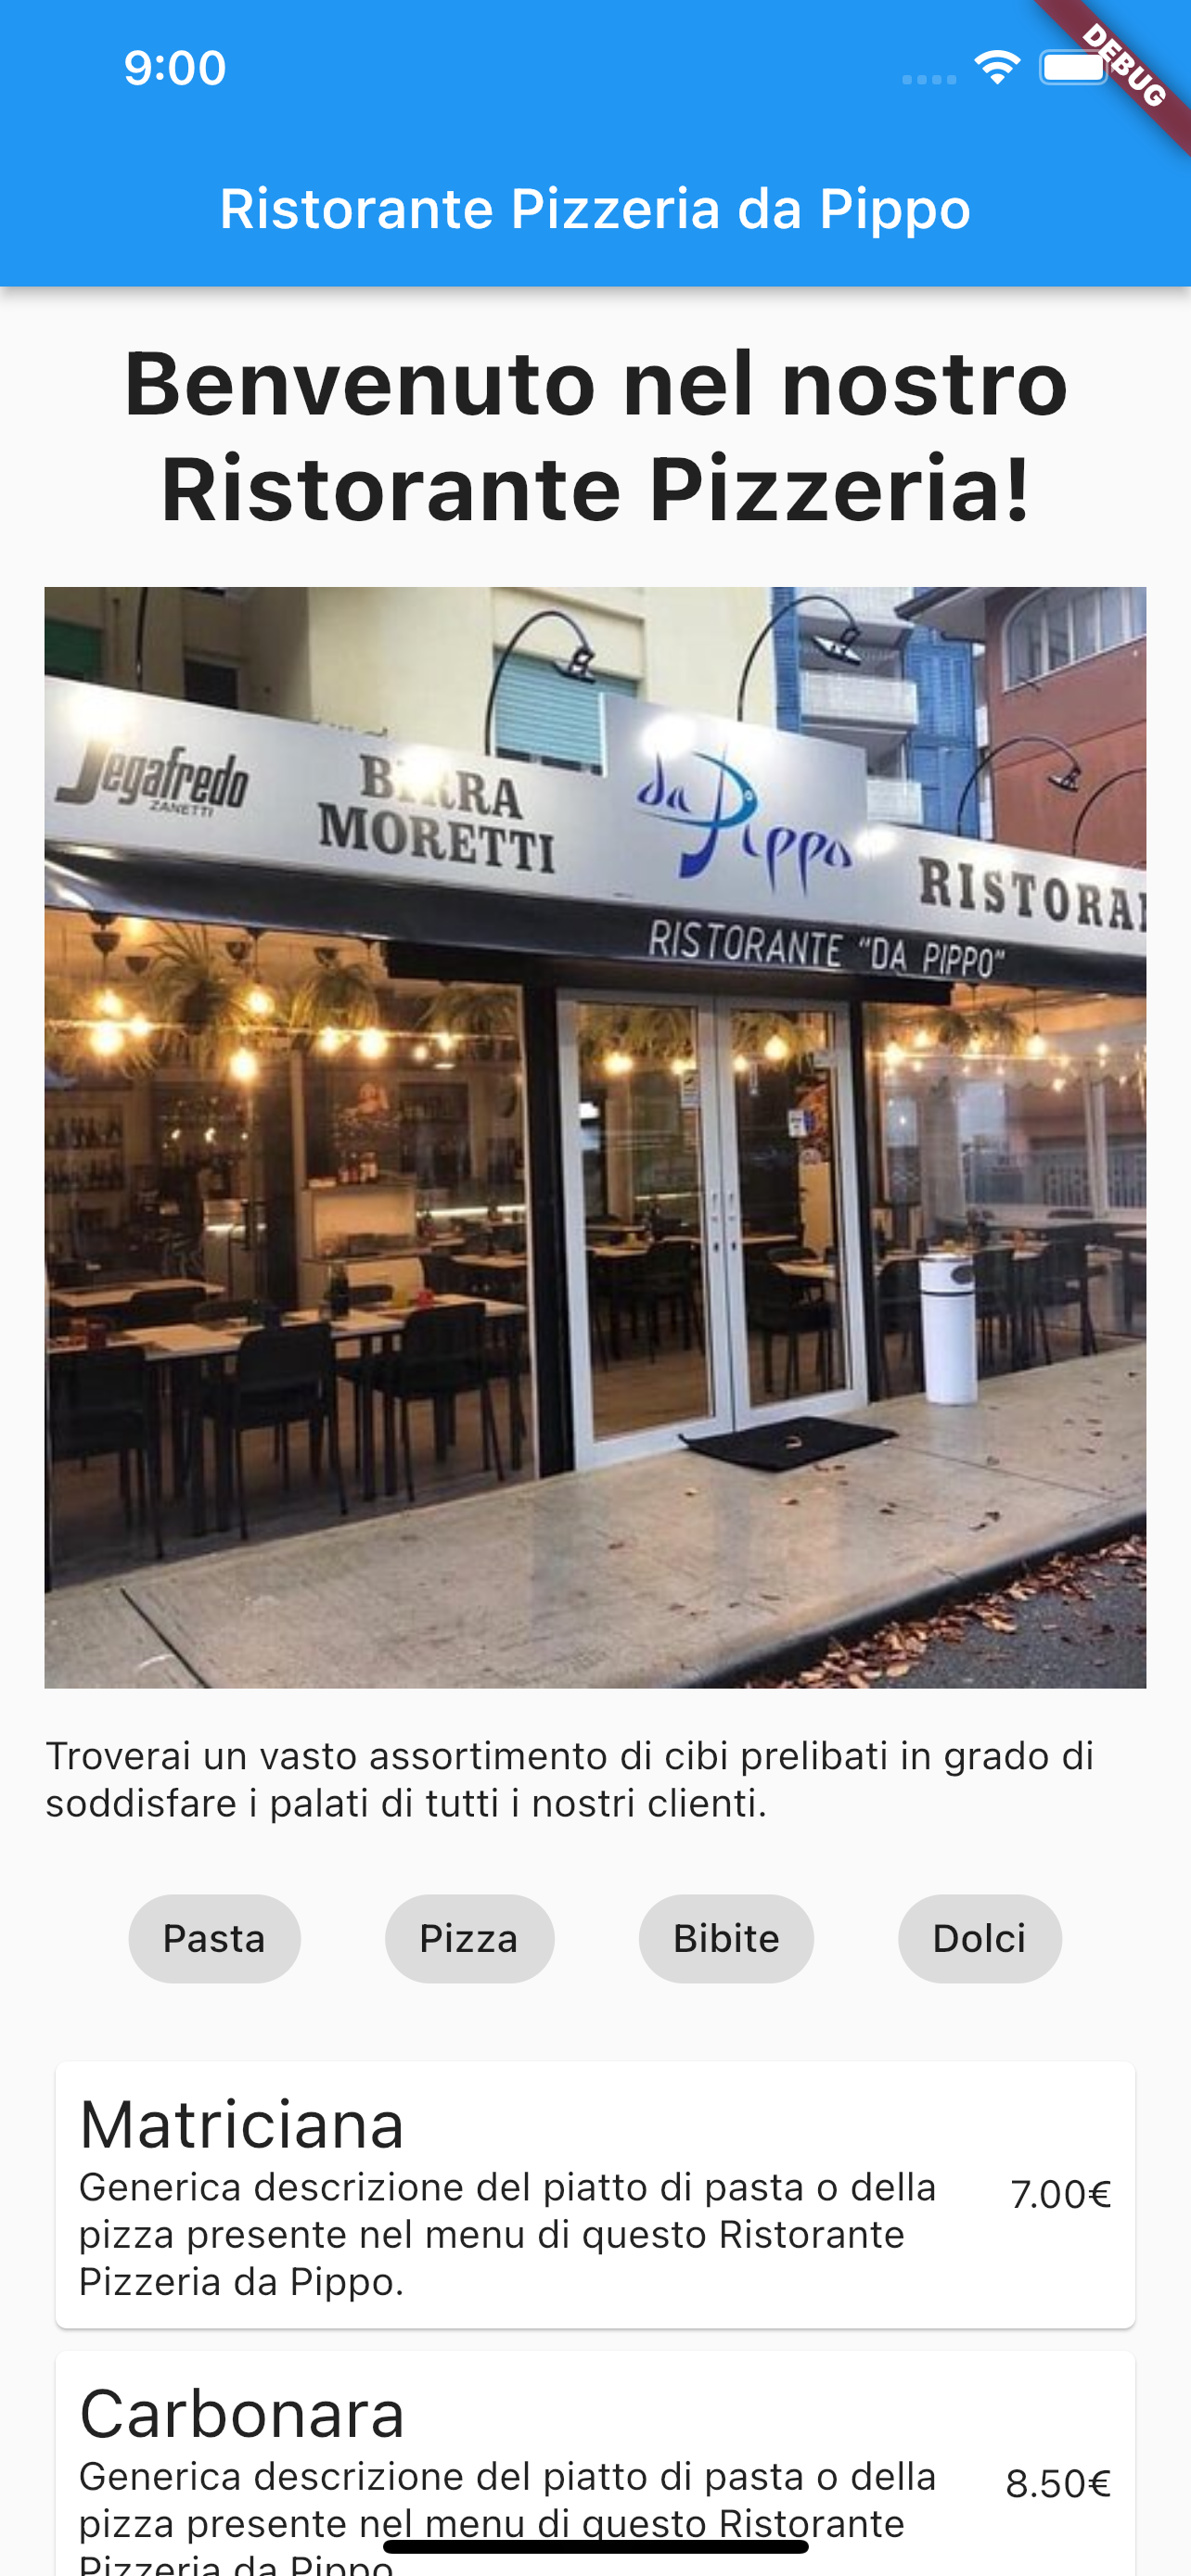 9:00
DEBUG
Ristorante Pizzeria da Pippo
Benvenuto nel nostro
Ristorante Pizzeria!
Segafredo
ZANETTI
BIRRA
MORETTI
da Pippo
RISTORAN
RISTORANTE "DA PIPPO"
Troverai un vasto assortimento di cibi prelibati in grado di
soddisfare i palati di tutti i nostri clienti.
Pasta
Pizza
Bibite
Dolci
Matriciana
Generica descrizione del piatto di pasta o della
pizza presente nel menu di questo Ristorante
Pizzeria da Pippo.
7.00€
Carbonara
Generica descrizione del piatto di pasta o della
pizza presente nel menu di questo Ristorante
Pizzeria da Pippo.
8.50€